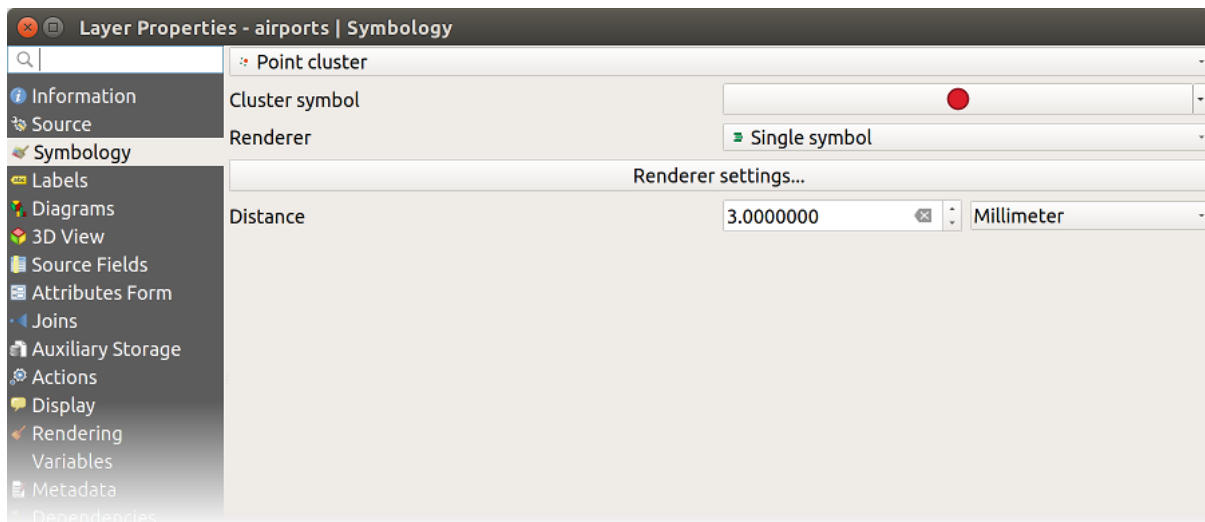 Layer Properties - airports | Symbology
Point cluster
Information
Cluster symbol
Source
Renderer
Single symbol
Symbology
Labels
Renderer settings...
Diagrams
Distance
3.0000000
Millimeter
3D View
Source Fields
Attributes Form
Joins
Auxiliary Storage
Actions
Display
Rendering
Variables
Metadata
Dependencies